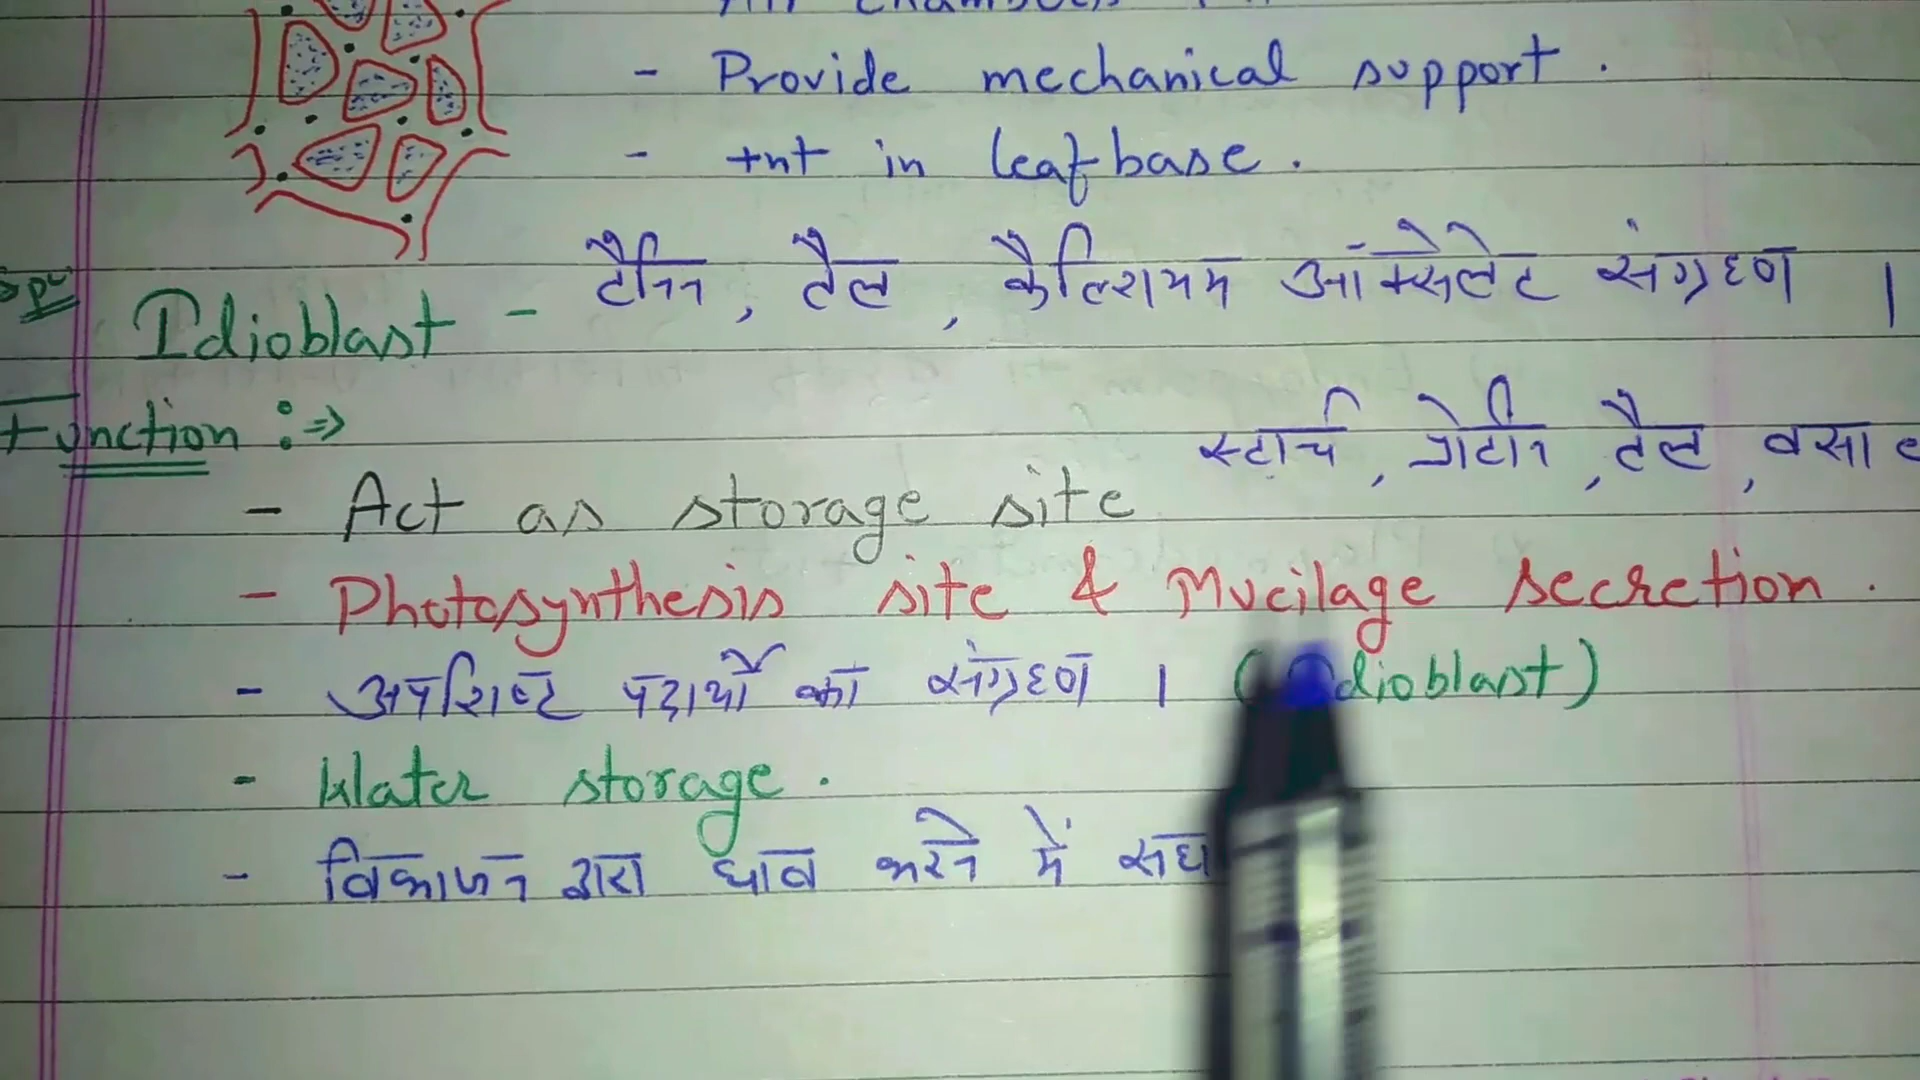 - Provide mechanical support.
- +nt in leaf base.
Idioblast - टैनिन, तैल, कैल्शियम ऑक्सेलेट संग्रहण ।
Function :⇒
स्टार्च, प्रोटीन, तैल, वसा
- Act as storage site
- Photosynthesis site & Mucilage secretion.
- अपशिष्ट पदार्थो का संग्रहण । (Idioblast)
- Water storage.
- विभाजन द्वारा घाव भरने में